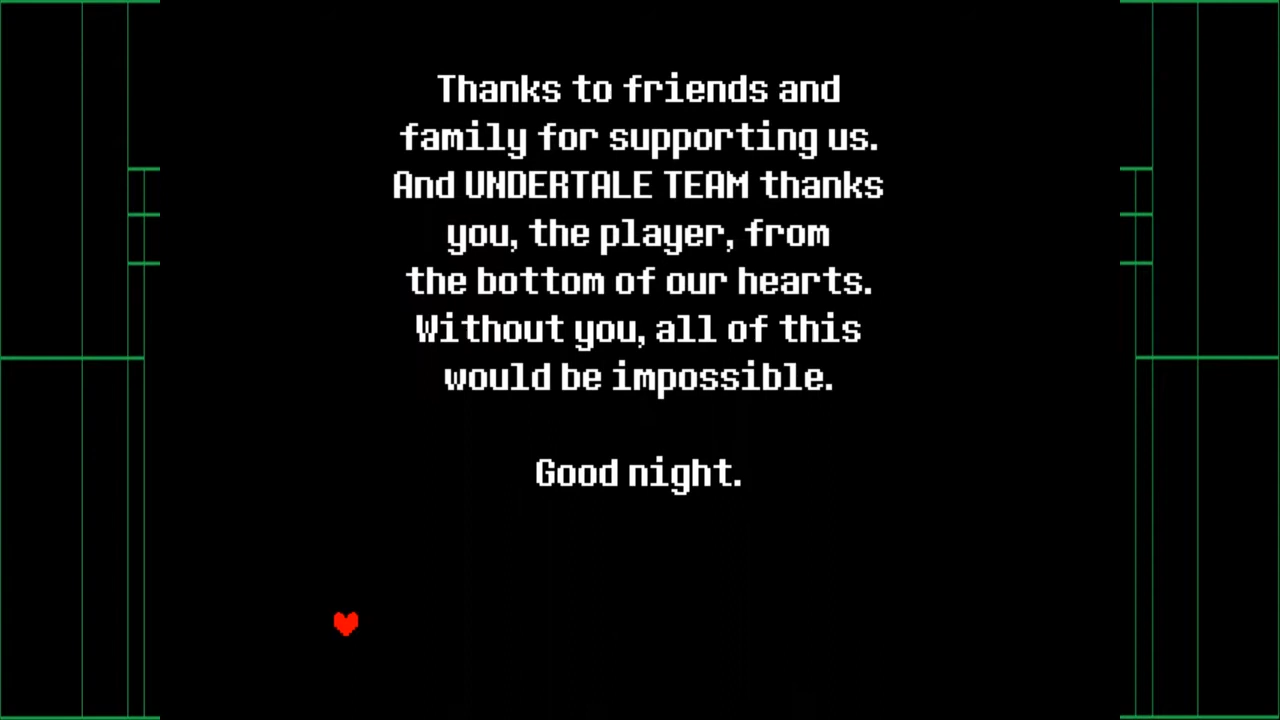 Thanks to friends and
family for supporting us.
And UNDERTALE TEAM thanks
you, the player, from
the bottom of our hearts.
Without you, all of this
would be impossible.
Good night.